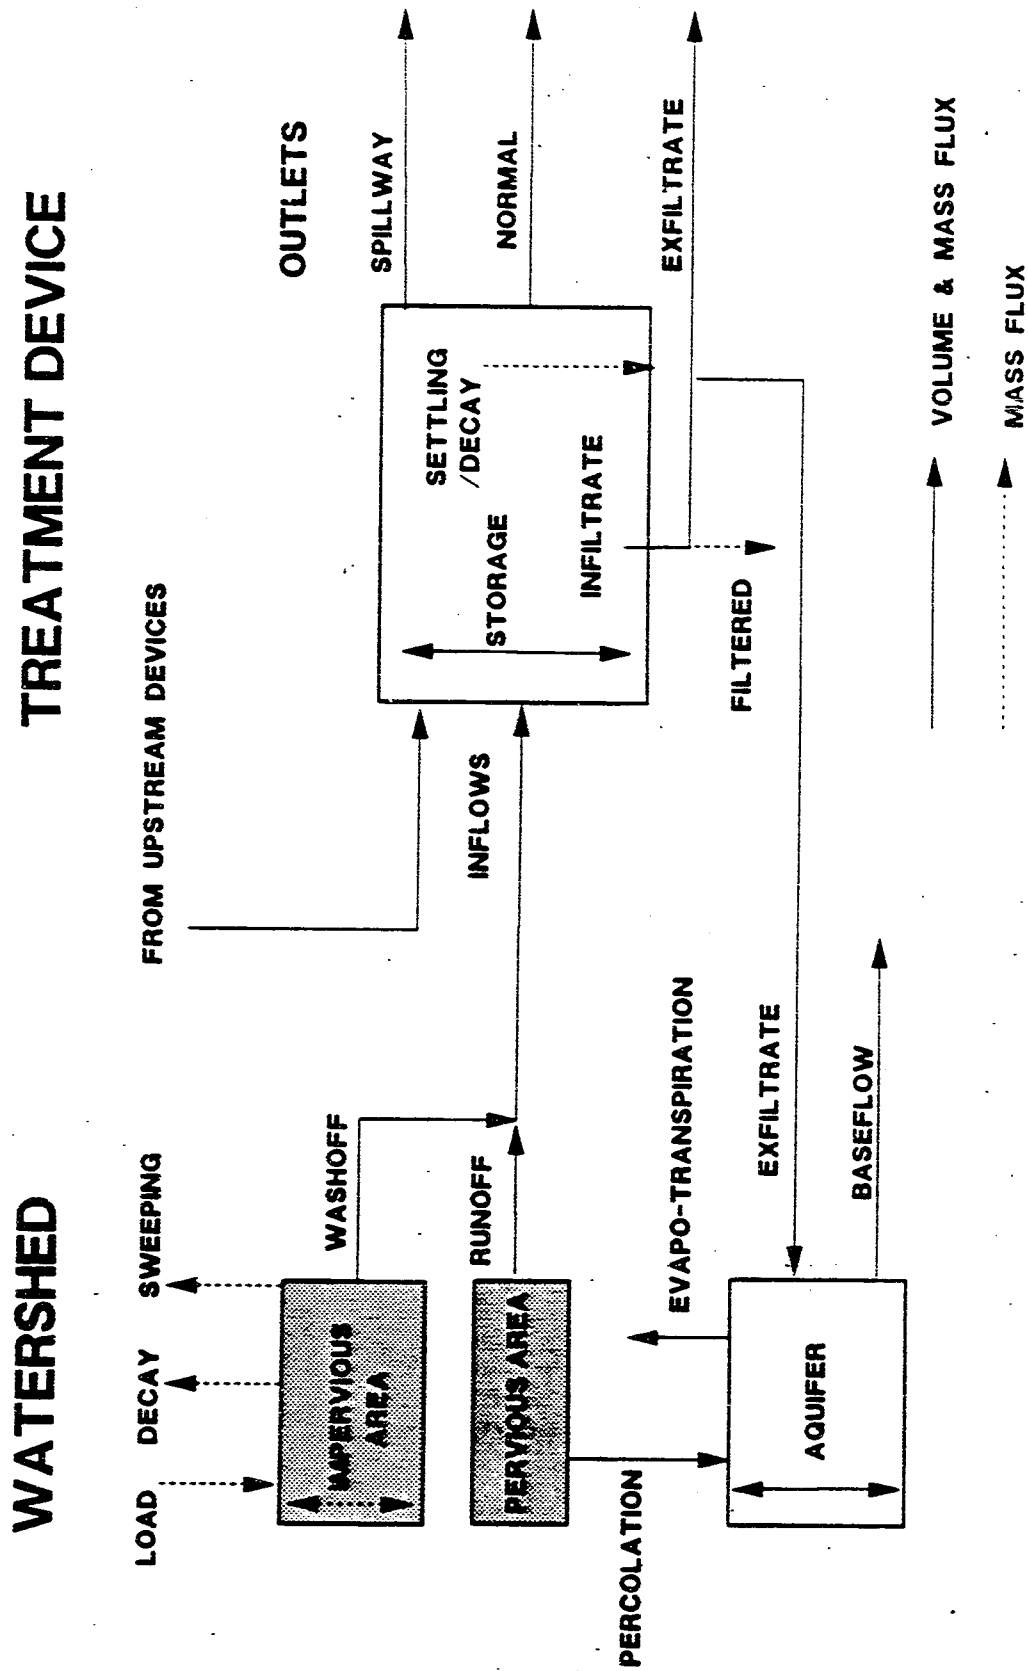 WATERSHED
TREATMENT DEVICE
LOAD
DECAY
SWEEPING
FROM UPSTREAM DEVICES
OUTLETS
IMPERVIOUS
AREA
WASHOFF
SPILLWAY
SETTLING
/DECAY
PERVIOUS AREA
RUNOFF
INFLOWS
STORAGE
NORMAL
INFILTRATE
PERCOLATION
EVAPO-TRANSPIRATION
EXFILTRATE
FILTERED
EXFILTRATE
AQUIFER
BASEFLOW
VOLUME & MASS FLUX
MASS FLUX